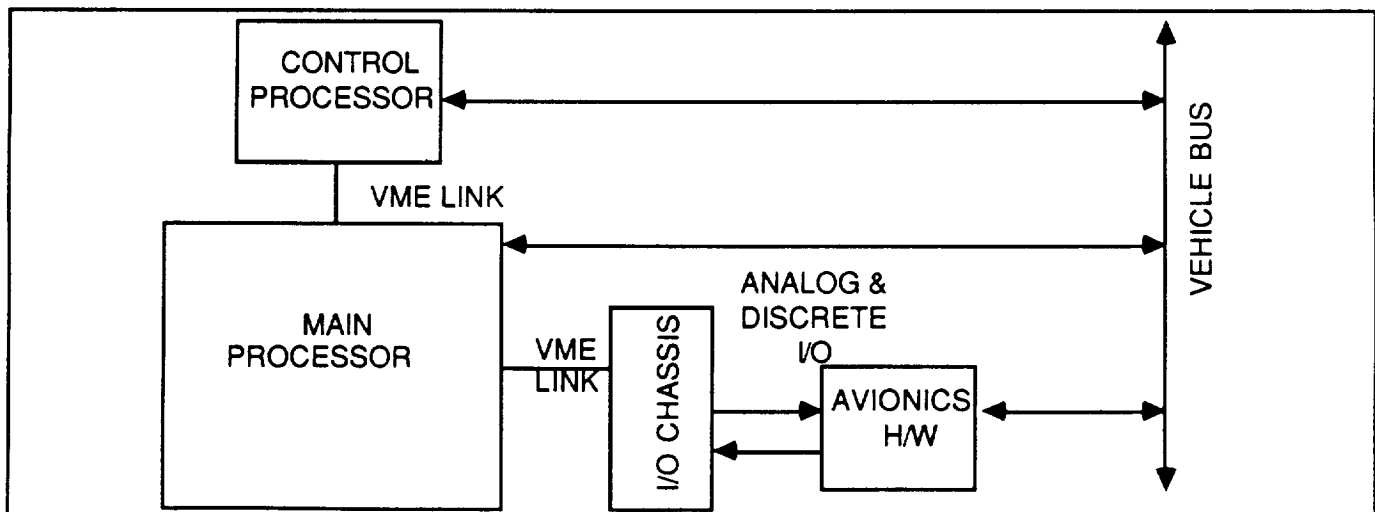 CONTROL
PROCESSOR
VME LINK
VEHICLE BUS
MAIN
PROCESSOR
VME
LINK
I/O CHASSIS
ANALOG &
DISCRETE
I/O
AVIONICS
H/W